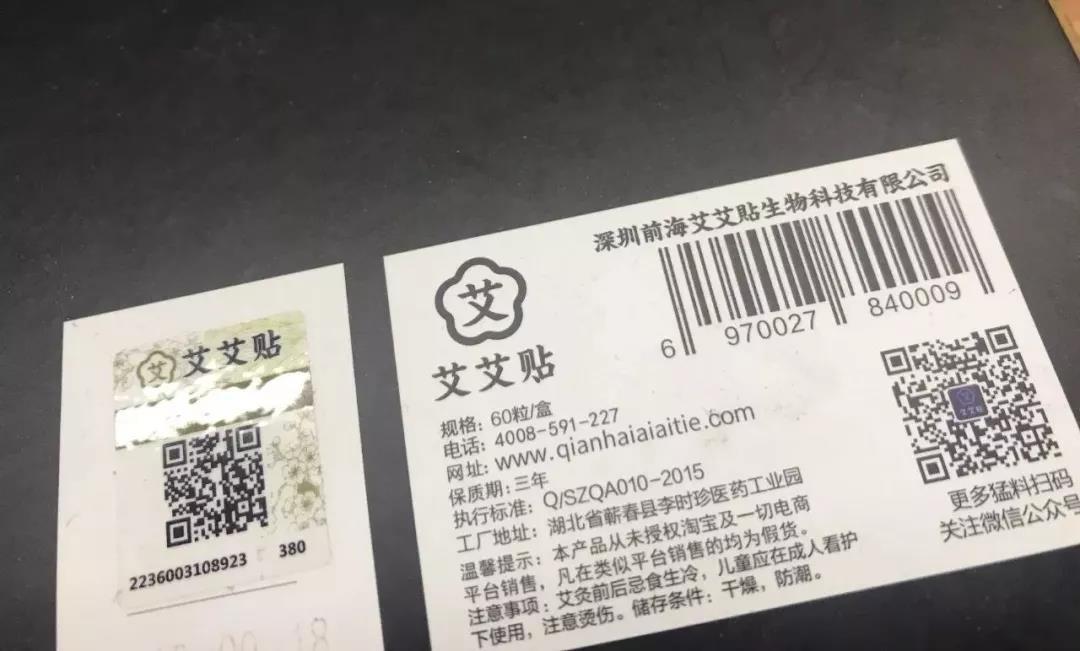 艾
艾艾贴
2236003108923
380
深圳前海艾艾貼生物科技有限公司
艾
艾艾贴
6 970027 840009
规格：60粒/盒
电话：4008-591-227
网址：www.qianhaiaiaitie.com
保质期：三年
执行标准：Q/SZQA010-2015
工厂地址：湖北省蕲春县李时珍医药工业园
温馨提示：本产品从未授权淘宝及一切电商
平台销售，凡在类似平台销售的均为假货。
注意事项：艾灸前后忌食生冷，儿童应在成人看护
下使用，注意烫伤。储存条件：干燥，防潮。
更多猛料扫码
关注微信公众号